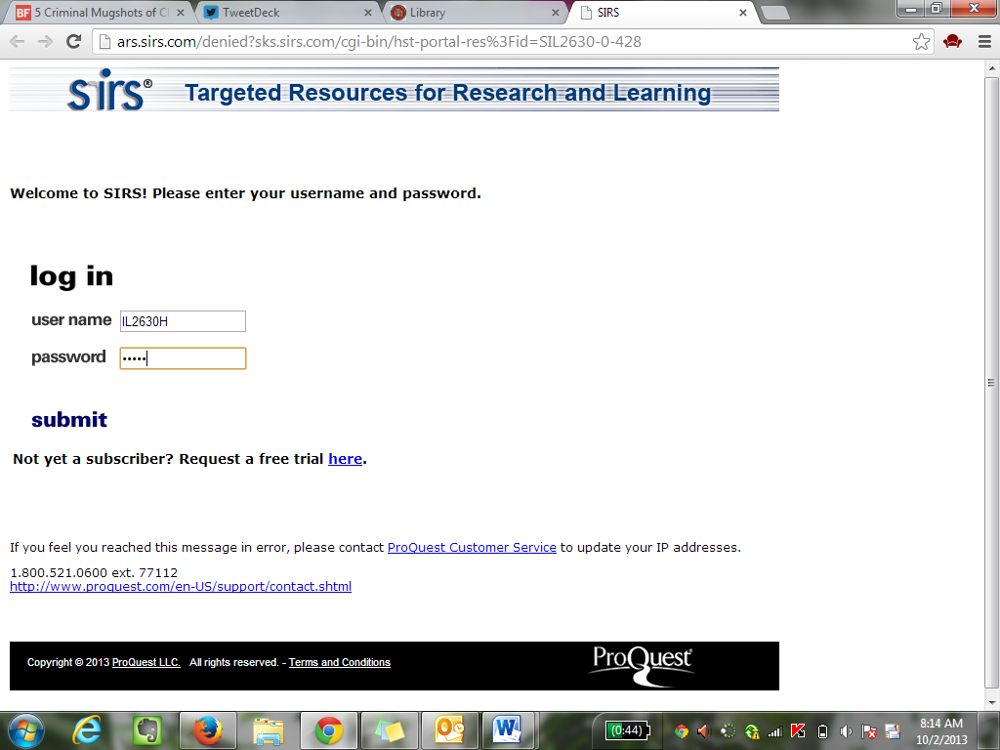 5 Criminal Mugshots of C
TweetDeck
Library
SIRS
ars.sirs.com/denied?sks.sirs.com/cgi-bin/hst-portal-res%3Fid=SIL2630-0-428
sirs® Targeted Resources for Research and Learning
Welcome to SIRS! Please enter your username and password.
log in
user name IL2630H
password •••••
submit
Not yet a subscriber? Request a free trial here.
If you feel you reached this message in error, please contact ProQuest Customer Service to update your IP addresses.
1.800.521.0600 ext. 77112
http://www.proquest.com/en-US/support/contact.shtml
Copyright © 2013 ProQuest LLC. All rights reserved. - Terms and Conditions
ProQuest
(0:44)
8:14 AM
10/2/2013